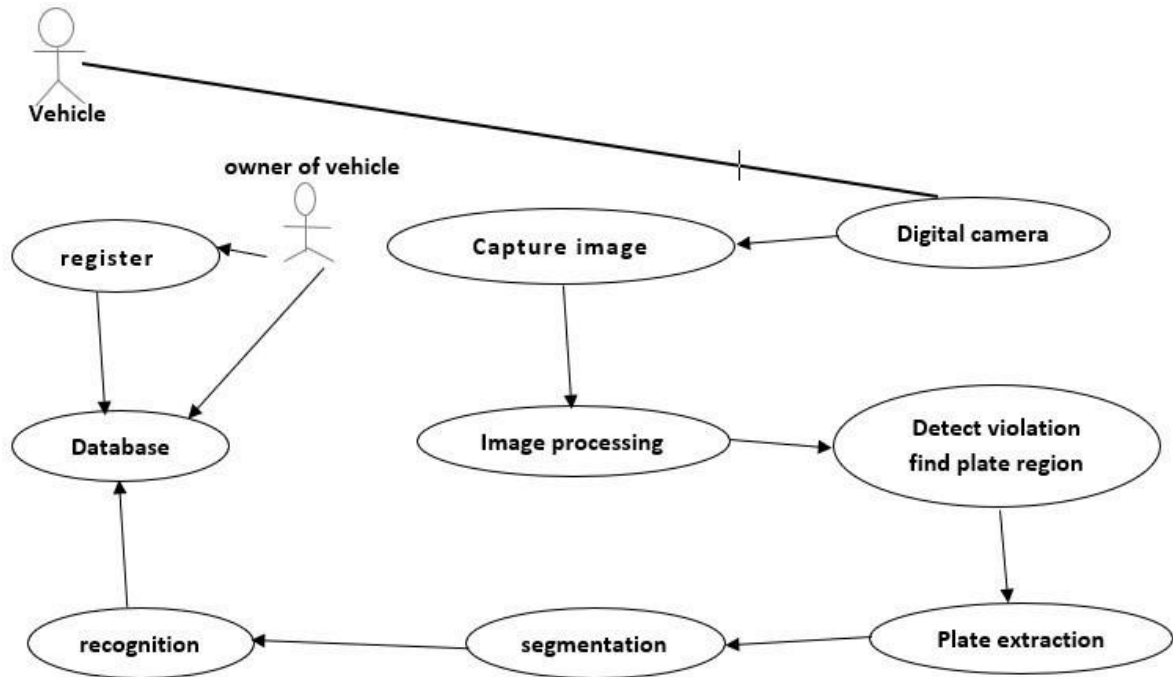 Vehicle
owner of vehicle
register
Capture image
Digital camera
Database
Image processing
Detect violation
find plate region
recognition
segmentation
Plate extraction